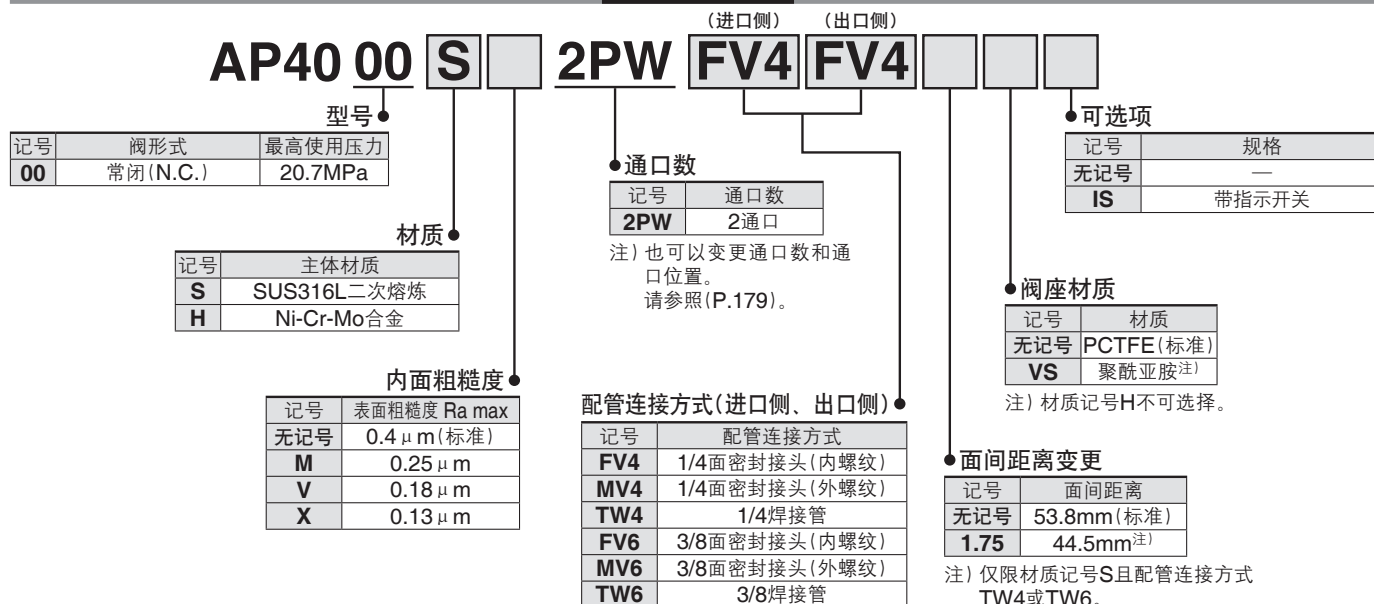 (进口侧) (出口侧)
AP40 00 S 2PW FV4 FV4
型号
记号 阀形式 最高使用压力
00 常闭(N.C.) 20.7MPa
材质
记号 主体材质
S SUS316L二次熔炼
H Ni-Cr-Mo合金
内面粗糙度
记号 表面粗糙度 Ra max
无记号 0.4μm(标准)
M 0.25μm
V 0.18μm
X 0.13μm
通口数
记号 通口数
2PW 2通口
注)也可以变更通口数和通
口位置。
请参照(P.179)。
配管连接方式(进口侧、出口侧)
记号 配管连接方式
FV4 1/4面密封接头(内螺纹)
MV4 1/4面密封接头(外螺纹)
TW4 1/4焊接管
FV6 3/8面密封接头(内螺纹)
MV6 3/8面密封接头(外螺纹)
TW6 3/8焊接管
可选项
记号 规格
无记号 —
IS 带指示开关
阀座材质
记号 材质
无记号 PCTFE(标准)
VS 聚酰亚胺注)
注)材质记号H不可选择。
面间距离变更
记号 面间距离
无记号 53.8mm(标准)
1.75 44.5mm注)
注)仅限材质记号S且配管连接方式
TW4或TW6。